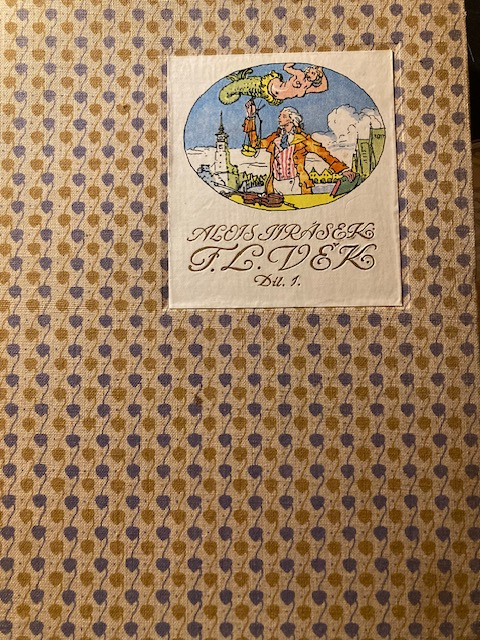 ALOIS JIRÁSEK
F. L. VĚK
Díl. 1.